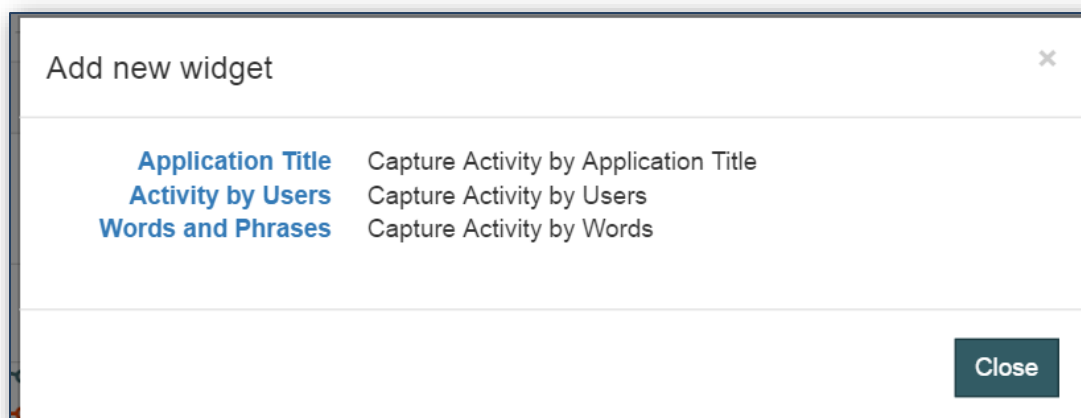 Add new widget ×
Application Title Capture Activity by Application Title
Activity by Users Capture Activity by Users
Words and Phrases Capture Activity by Words
Close